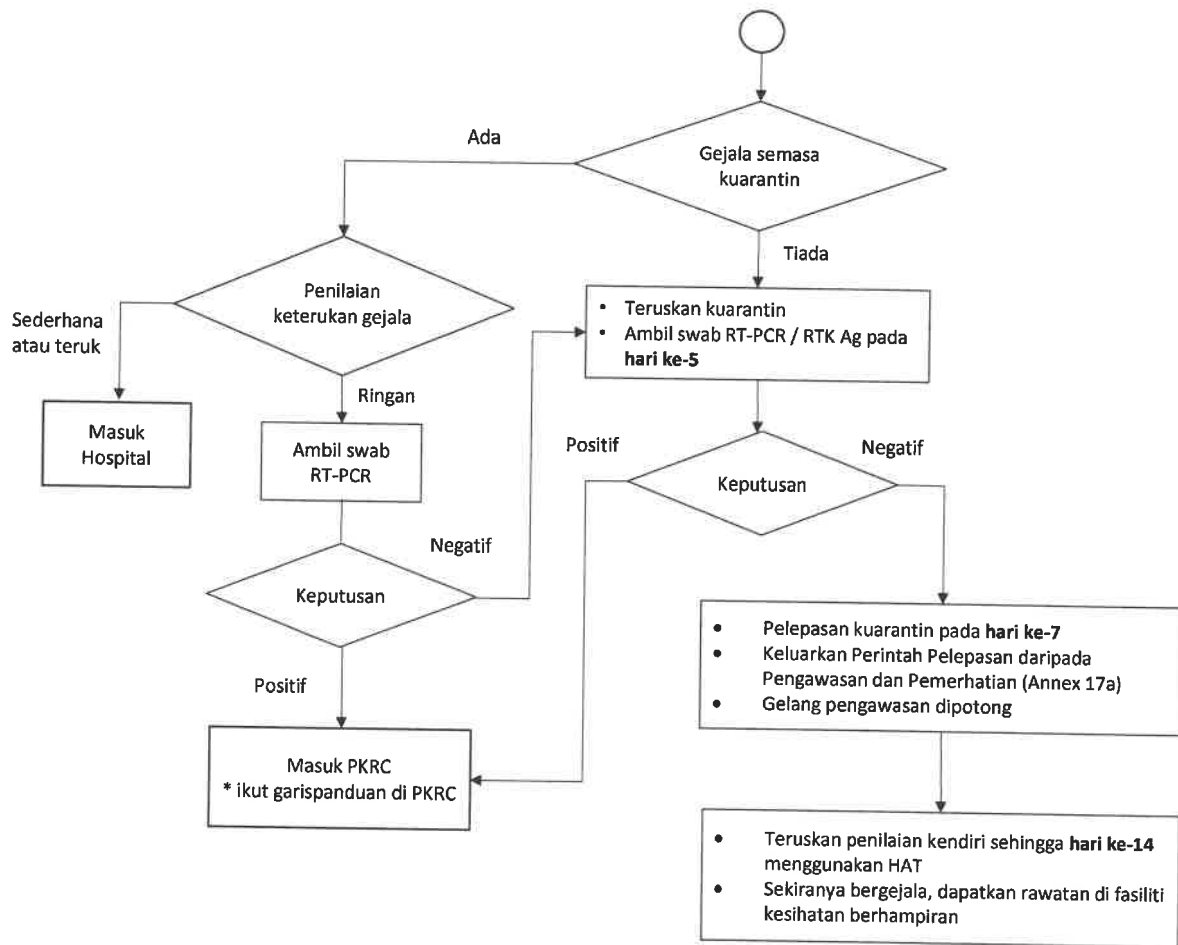 Ada
Gejala semasa
kuarantin
Tiada
Penilaian
keterukan gejala
Sederhana
atau teruk
Ringan
Masuk
Hospital
Ambil swab
RT-PCR
• Teruskan kuarantin
• Ambil swab RT-PCR / RTK Ag pada
hari ke-5
Positif
Negatif
Keputusan
Negatif
Keputusan
Positif
Masuk PKRC
* ikut garispanduan di PKRC
• Pelepasan kuarantin pada hari ke-7
• Keluarkan Perintah Pelepasan daripada
Pengawasan dan Pemerhatian (Annex 17a)
• Gelang pengawasan dipotong
• Teruskan penilaian kendiri sehingga hari ke-14
menggunakan HAT
• Sekiranya bergejala, dapatkan rawatan di fasiliti
kesihatan berhampiran